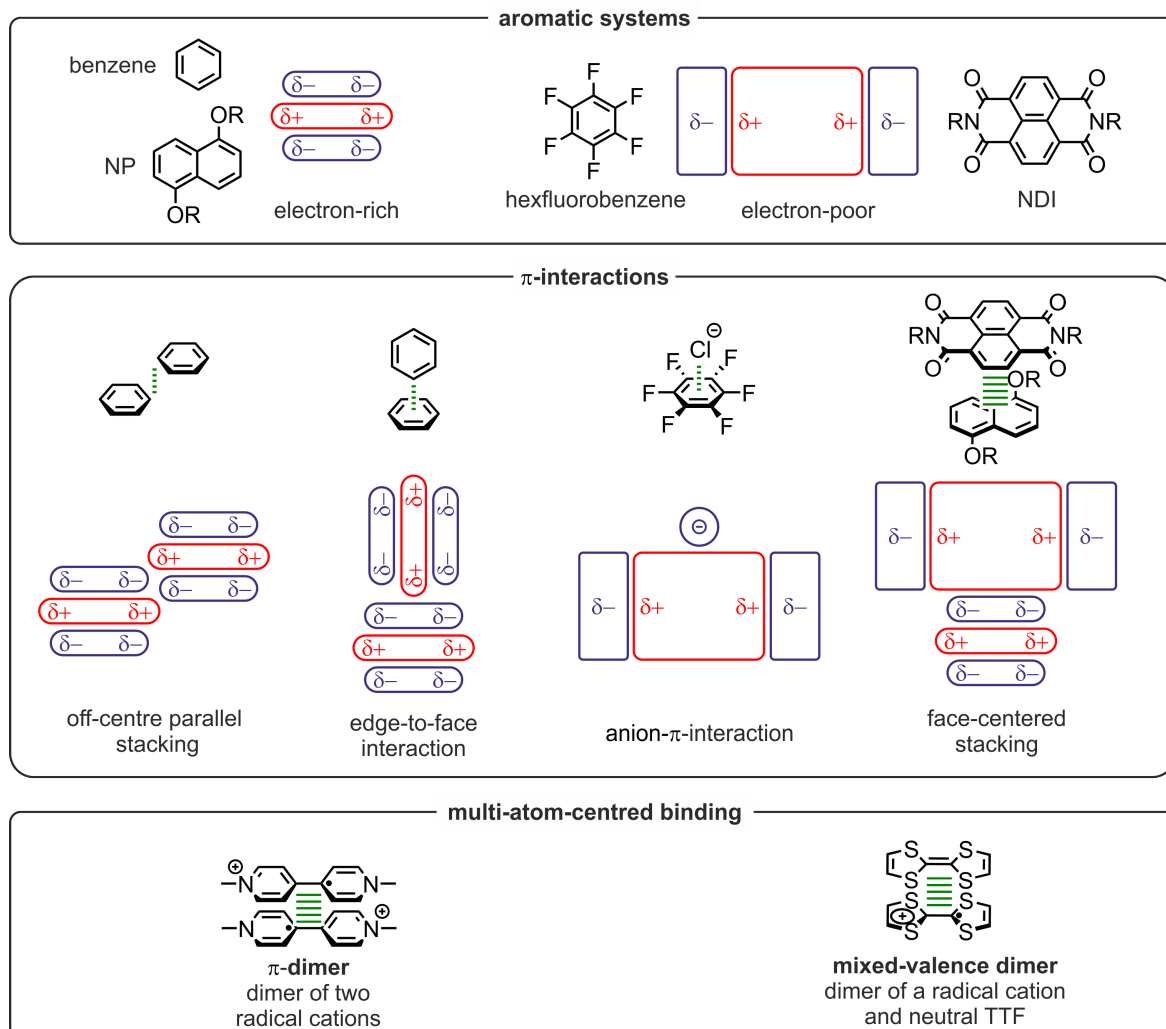 aromatic systems
benzene
δ− δ−
δ+ δ+
δ− δ−
NP
OR
OR
electron-rich
F
F
F
F
F
F
hexfluorobenzene
δ− δ+ δ+ δ−
electron-poor
O
O
RN
NR
O
O
NDI
π-interactions
δ− δ−
δ+ δ+
δ− δ−
δ− δ−
δ+ δ+
δ− δ−
off-centre parallel
stacking
δ− δ+ δ−
δ− δ+ δ−
δ− δ−
δ+ δ+
δ− δ−
edge-to-face
interaction
⊖
Cl
F
F
F
F
F
F
⊖
δ− δ+ δ+ δ−
anion-π-interaction
O
O
RN
NR
O
O
OR
OR
δ− δ+ δ+ δ−
δ− δ−
δ+ δ+
δ− δ−
face-centered
stacking
multi-atom-centred binding
⊕
N
N
N
N
⊕
π-dimer
dimer of two
radical cations
S S
S S
S S
⊕
S S
mixed-valence dimer
dimer of a radical cation
and neutral TTF